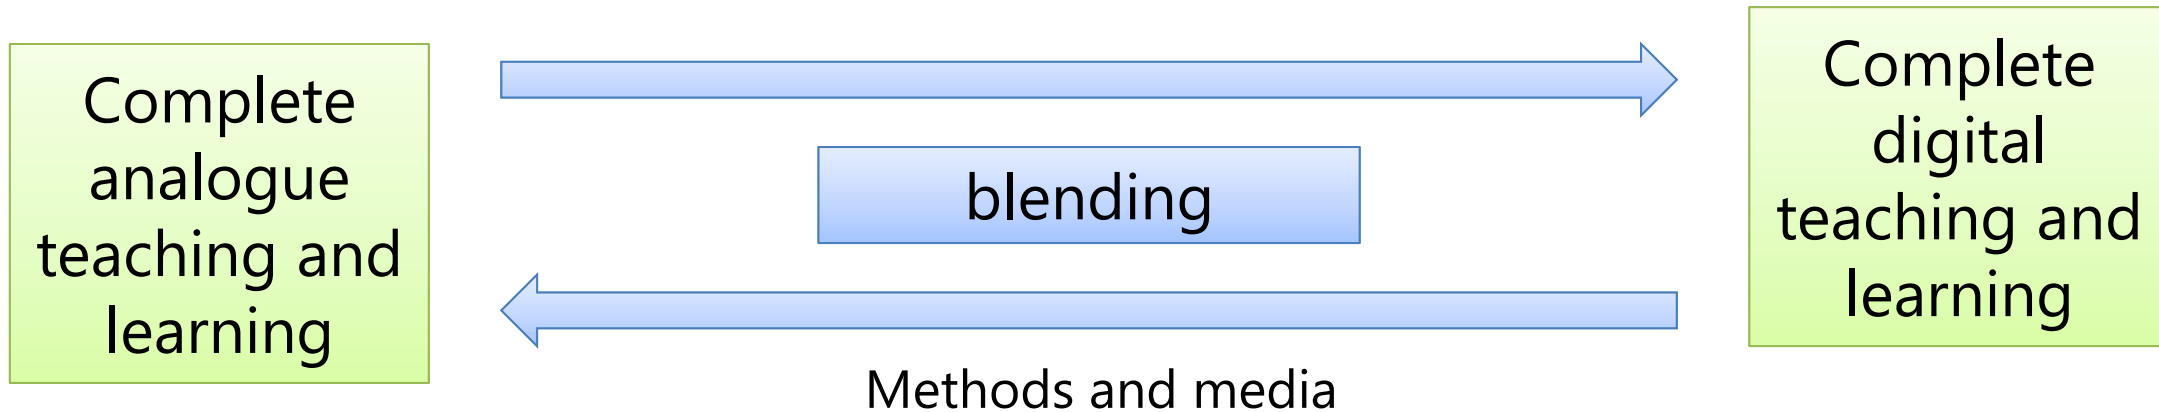 Complete
analogue
teaching and
learning
blending
Methods and media
Complete
digital
teaching and
learning